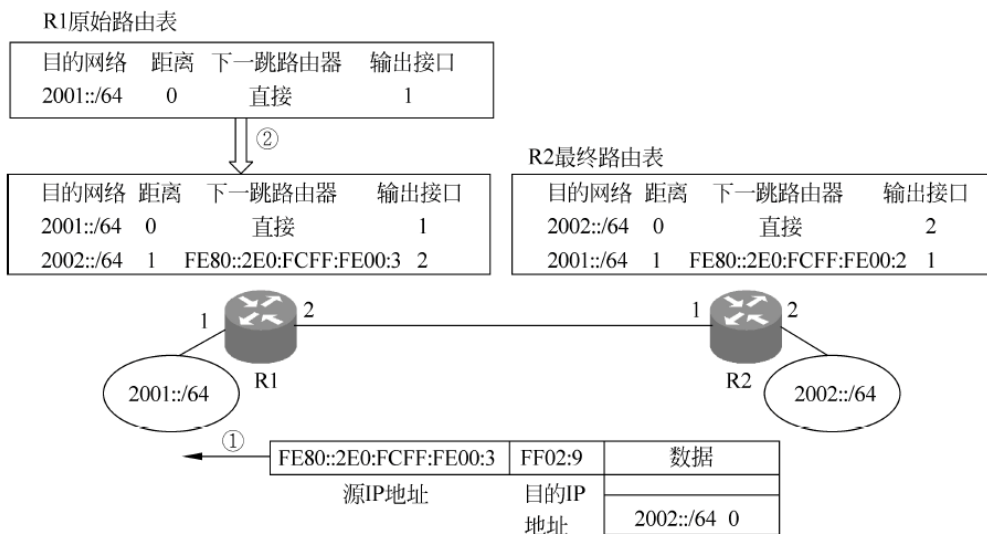 R1原始路由表
目的网络 距离 下一跳路由器 输出接口
2001::/64 0 直接 1
②
R2最终路由表
目的网络 距离 下一跳路由器 输出接口
2001::/64 0 直接 1
2002::/64 1 FE80::2E0:FCFF:FE00:3 2
目的网络 距离 下一跳路由器 输出接口
2002::/64 0 直接 2
2001::/64 1 FE80::2E0:FCFF:FE00:2 1
1 2 1 2
R1 R2
2001::/64 2002::/64
①
FE80::2E0:FCFF:FE00:3 FF02:9 数据
源IP地址 目的IP
地址 2002::/64 0